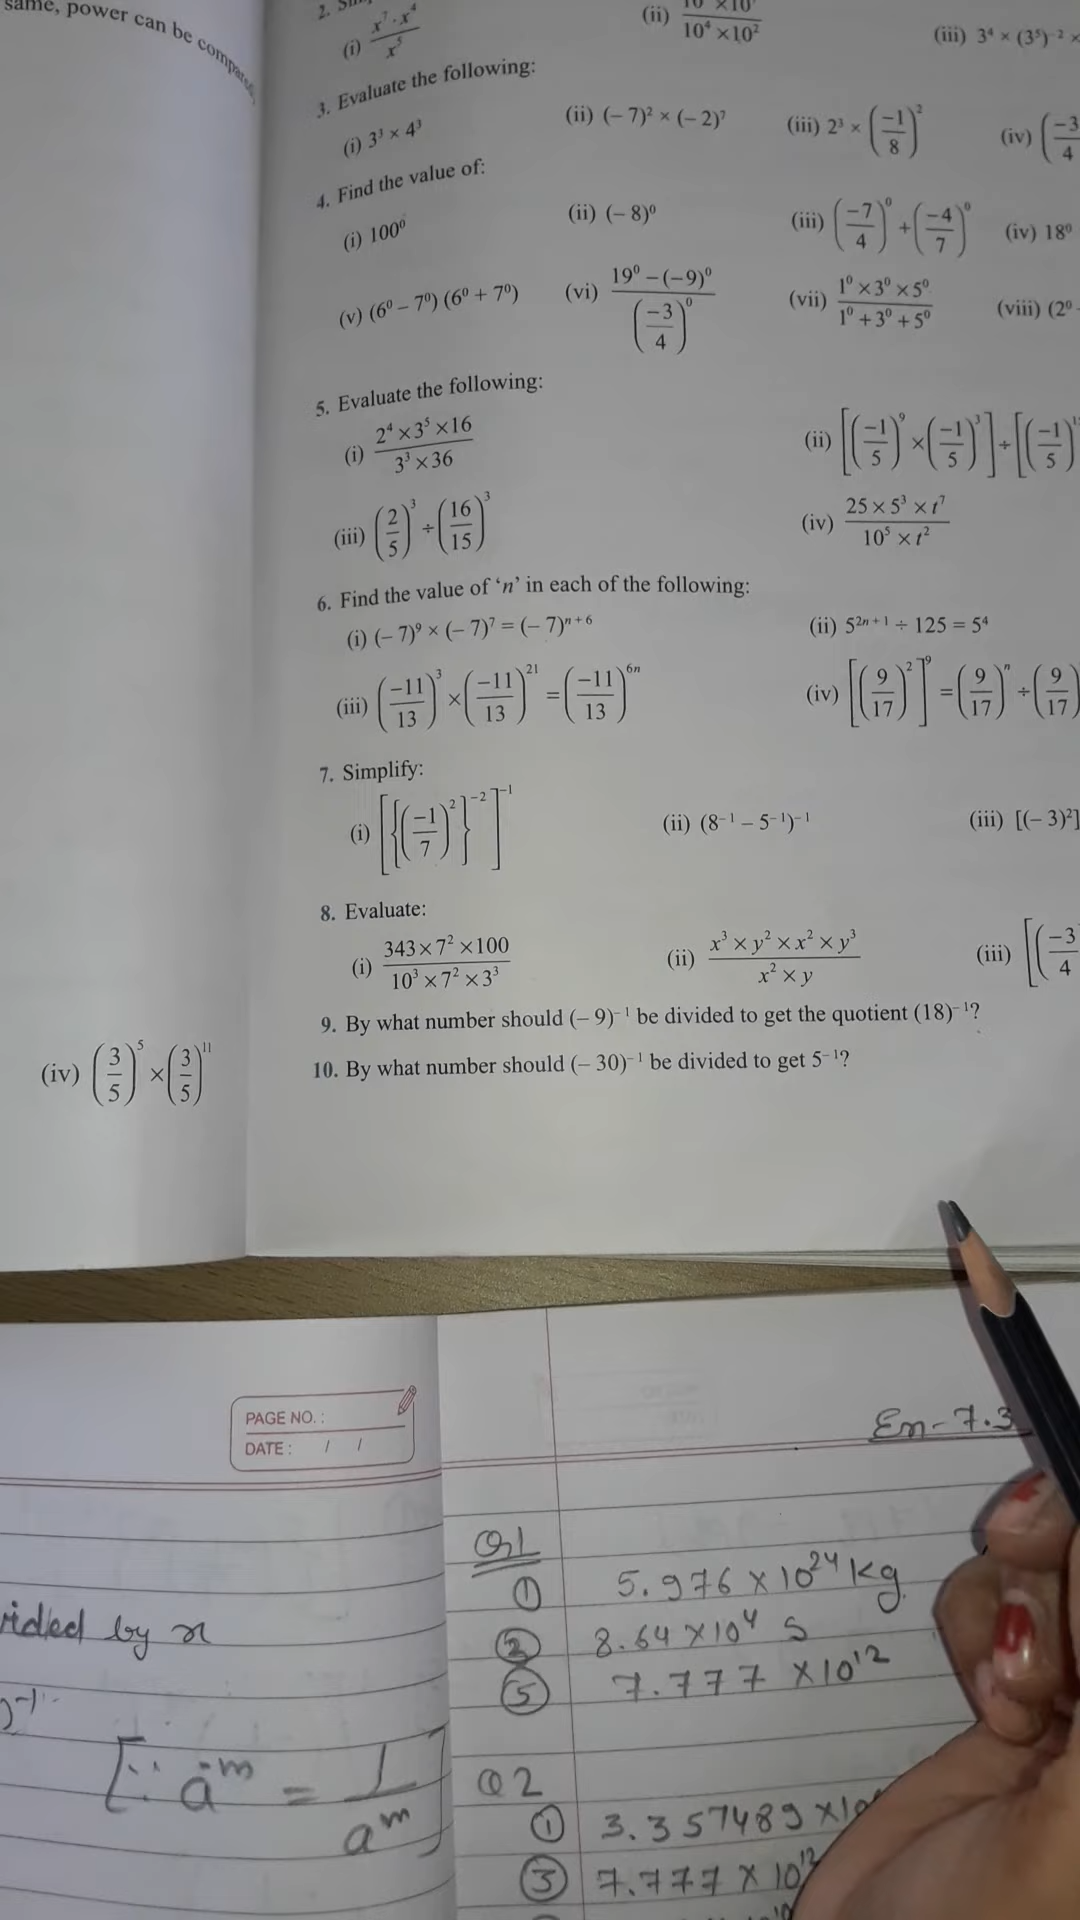 same, power can be compared
2.
(i) x⁷·x⁴/x⁵ (ii) 10⁴×10² (iii) 3⁴ × (3⁵)⁻² ×
3. Evaluate the following:
(i) 3³ × 4³ (ii) (– 7)² × (– 2)⁷ (iii) 2³ × (–1/8)² (iv) (–3/4
4. Find the value of:
(i) 100⁰ (ii) (– 8)⁰ (iii) (–7/4)⁰ + (–4/7)⁰ (iv) 18⁰
(v) (6⁰ – 7⁰) (6⁰ + 7⁰) (vi) 19⁰ – (–9)⁰/(–3/4)⁰ (vii) 1⁰×3⁰×5⁰/1⁰+3⁰+5⁰ (viii) (2⁰
5. Evaluate the following:
(i) 2⁴×3⁵×16/3³×36 (ii) [(–1/5)⁹ × (–1/5)³] ÷ [(–1/5)
(iii) (2/5)³ ÷ (16/15)³ (iv) 25×5³×t⁷/10⁵×t²
6. Find the value of ‘n’ in each of the following:
(i) (– 7)⁹ × (– 7)⁷ = (– 7)ⁿ⁺⁶ (ii) 5²ⁿ⁺¹ ÷ 125 = 5⁴
(iii) (–11/13)³ × (–11/13)²¹ = (–11/13)⁶ⁿ (iv) [(9/17)²]⁹ = (9/17)ⁿ ÷ (9/17)
7. Simplify:
(i) [{(–1/7)²}⁻²]⁻¹ (ii) (8⁻¹ – 5⁻¹)⁻¹ (iii) [(– 3)²]
8. Evaluate:
(i) 343×7²×100/10³×7²×3³ (ii) x³×y²×x²×y³/x²×y (iii) [(–3/4
9. By what number should (– 9)⁻¹ be divided to get the quotient (18)⁻¹?
10. By what number should (– 30)⁻¹ be divided to get 5⁻¹?
(iv) (3/5)⁵ × (3/5)¹¹
PAGE NO. :
DATE : / /
vided by x
[∵ a⁻ᵐ = 1/aᵐ]
Ex-7.3
Q1
① 5.976 × 10²⁴ kg
② 8.64 × 10⁴ s
⑤ 7.777 × 10¹²
Q2
① 3.357489 × 10
③ 7.777 × 10¹²